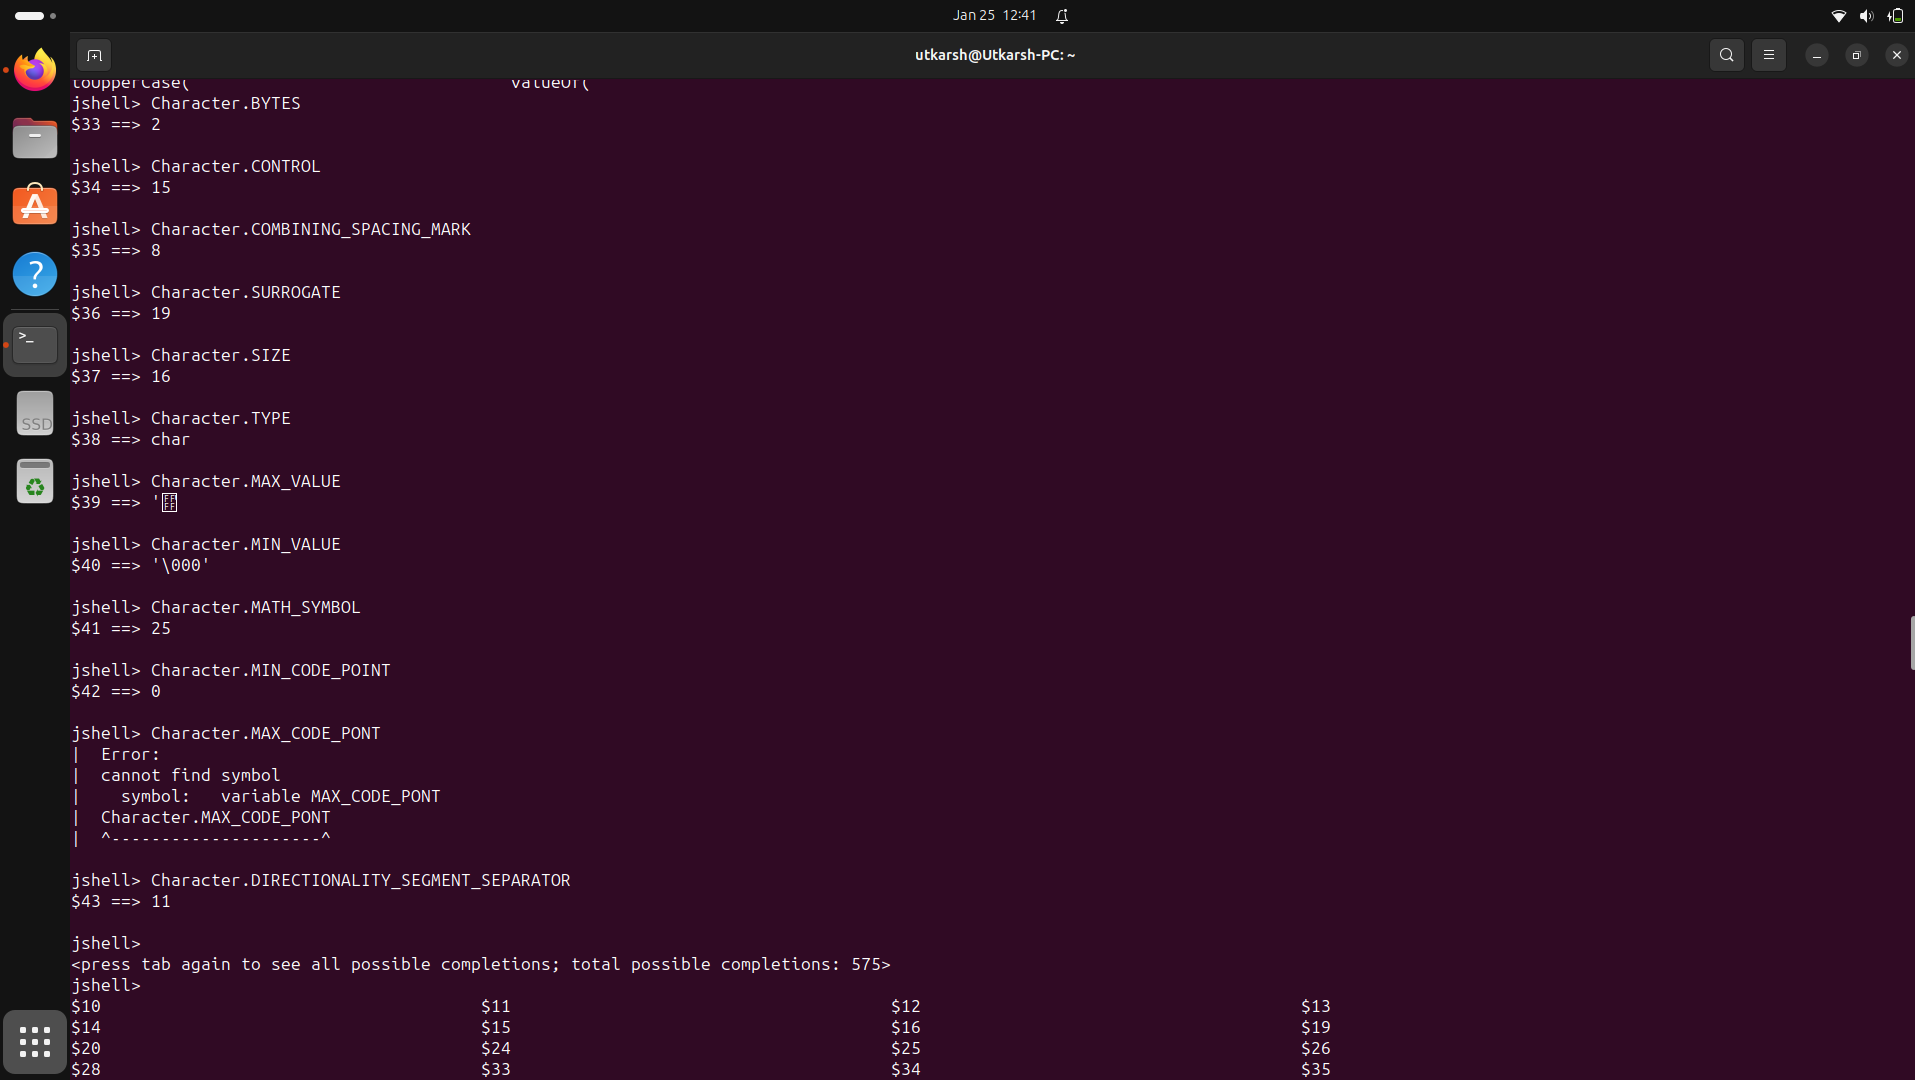 Jan 25 12:41
utkarsh@Utkarsh-PC: ~
toUpperCase( valueOf(
jshell> Character.BYTES
$33 ==> 2
jshell> Character.CONTROL
$34 ==> 15
jshell> Character.COMBINING_SPACING_MARK
$35 ==> 8
jshell> Character.SURROGATE
$36 ==> 19
jshell> Character.SIZE
$37 ==> 16
jshell> Character.TYPE
$38 ==> char
jshell> Character.MAX_VALUE
$39 ==> '￿
jshell> Character.MIN_VALUE
$40 ==> '\000'
jshell> Character.MATH_SYMBOL
$41 ==> 25
jshell> Character.MIN_CODE_POINT
$42 ==> 0
jshell> Character.MAX_CODE_PONT
|  Error:
|  cannot find symbol
|    symbol:   variable MAX_CODE_PONT
|  Character.MAX_CODE_PONT
|  ^---------------------^
jshell> Character.DIRECTIONALITY_SEGMENT_SEPARATOR
$43 ==> 11
jshell>
<press tab again to see all possible completions; total possible completions: 575>
jshell>
$10 $11 $12 $13
$14 $15 $16 $19
$20 $24 $25 $26
$28 $33 $34 $35
>_
SSD